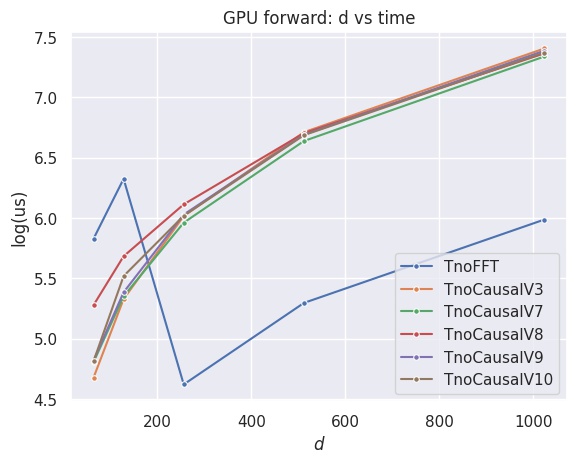 GPU forward: d vs time
7.5
7.0
6.5
6.0
5.5
5.0
4.5
log(us)
200
400
600
800
1000
d
TnoFFT
TnoCausalV3
TnoCausalV7
TnoCausalV8
TnoCausalV9
TnoCausalV10